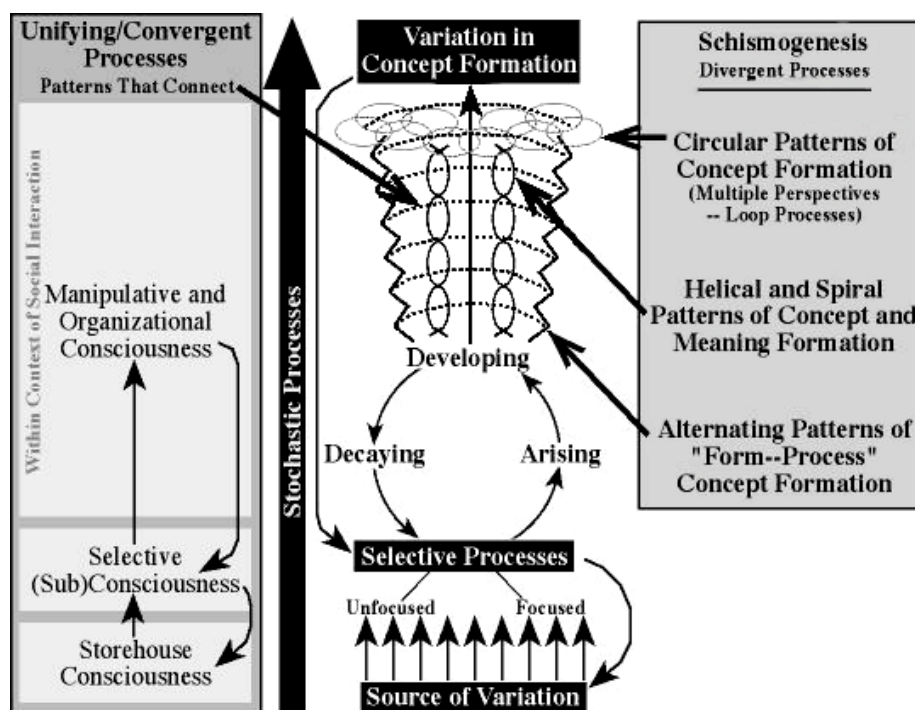 Unifying/Convergent
Processes
Patterns That Connect
Within Context of Social Interaction
Manipulative and
Organizational
Consciousness
Selective
(Sub)Consciousness
Storehouse
Consciousness
Stochastic Processes
Variation in
Concept Formation
Developing
Decaying
Arising
Selective Processes
Unfocused
Focused
Source of Variation
Schismogenesis
Divergent Processes
Circular Patterns of
Concept Formation
(Multiple Perspectives
-- Loop Processes)
Helical and Spiral
Patterns of Concept and
Meaning Formation
Alternating Patterns of
"Form--Process"
Concept Formation